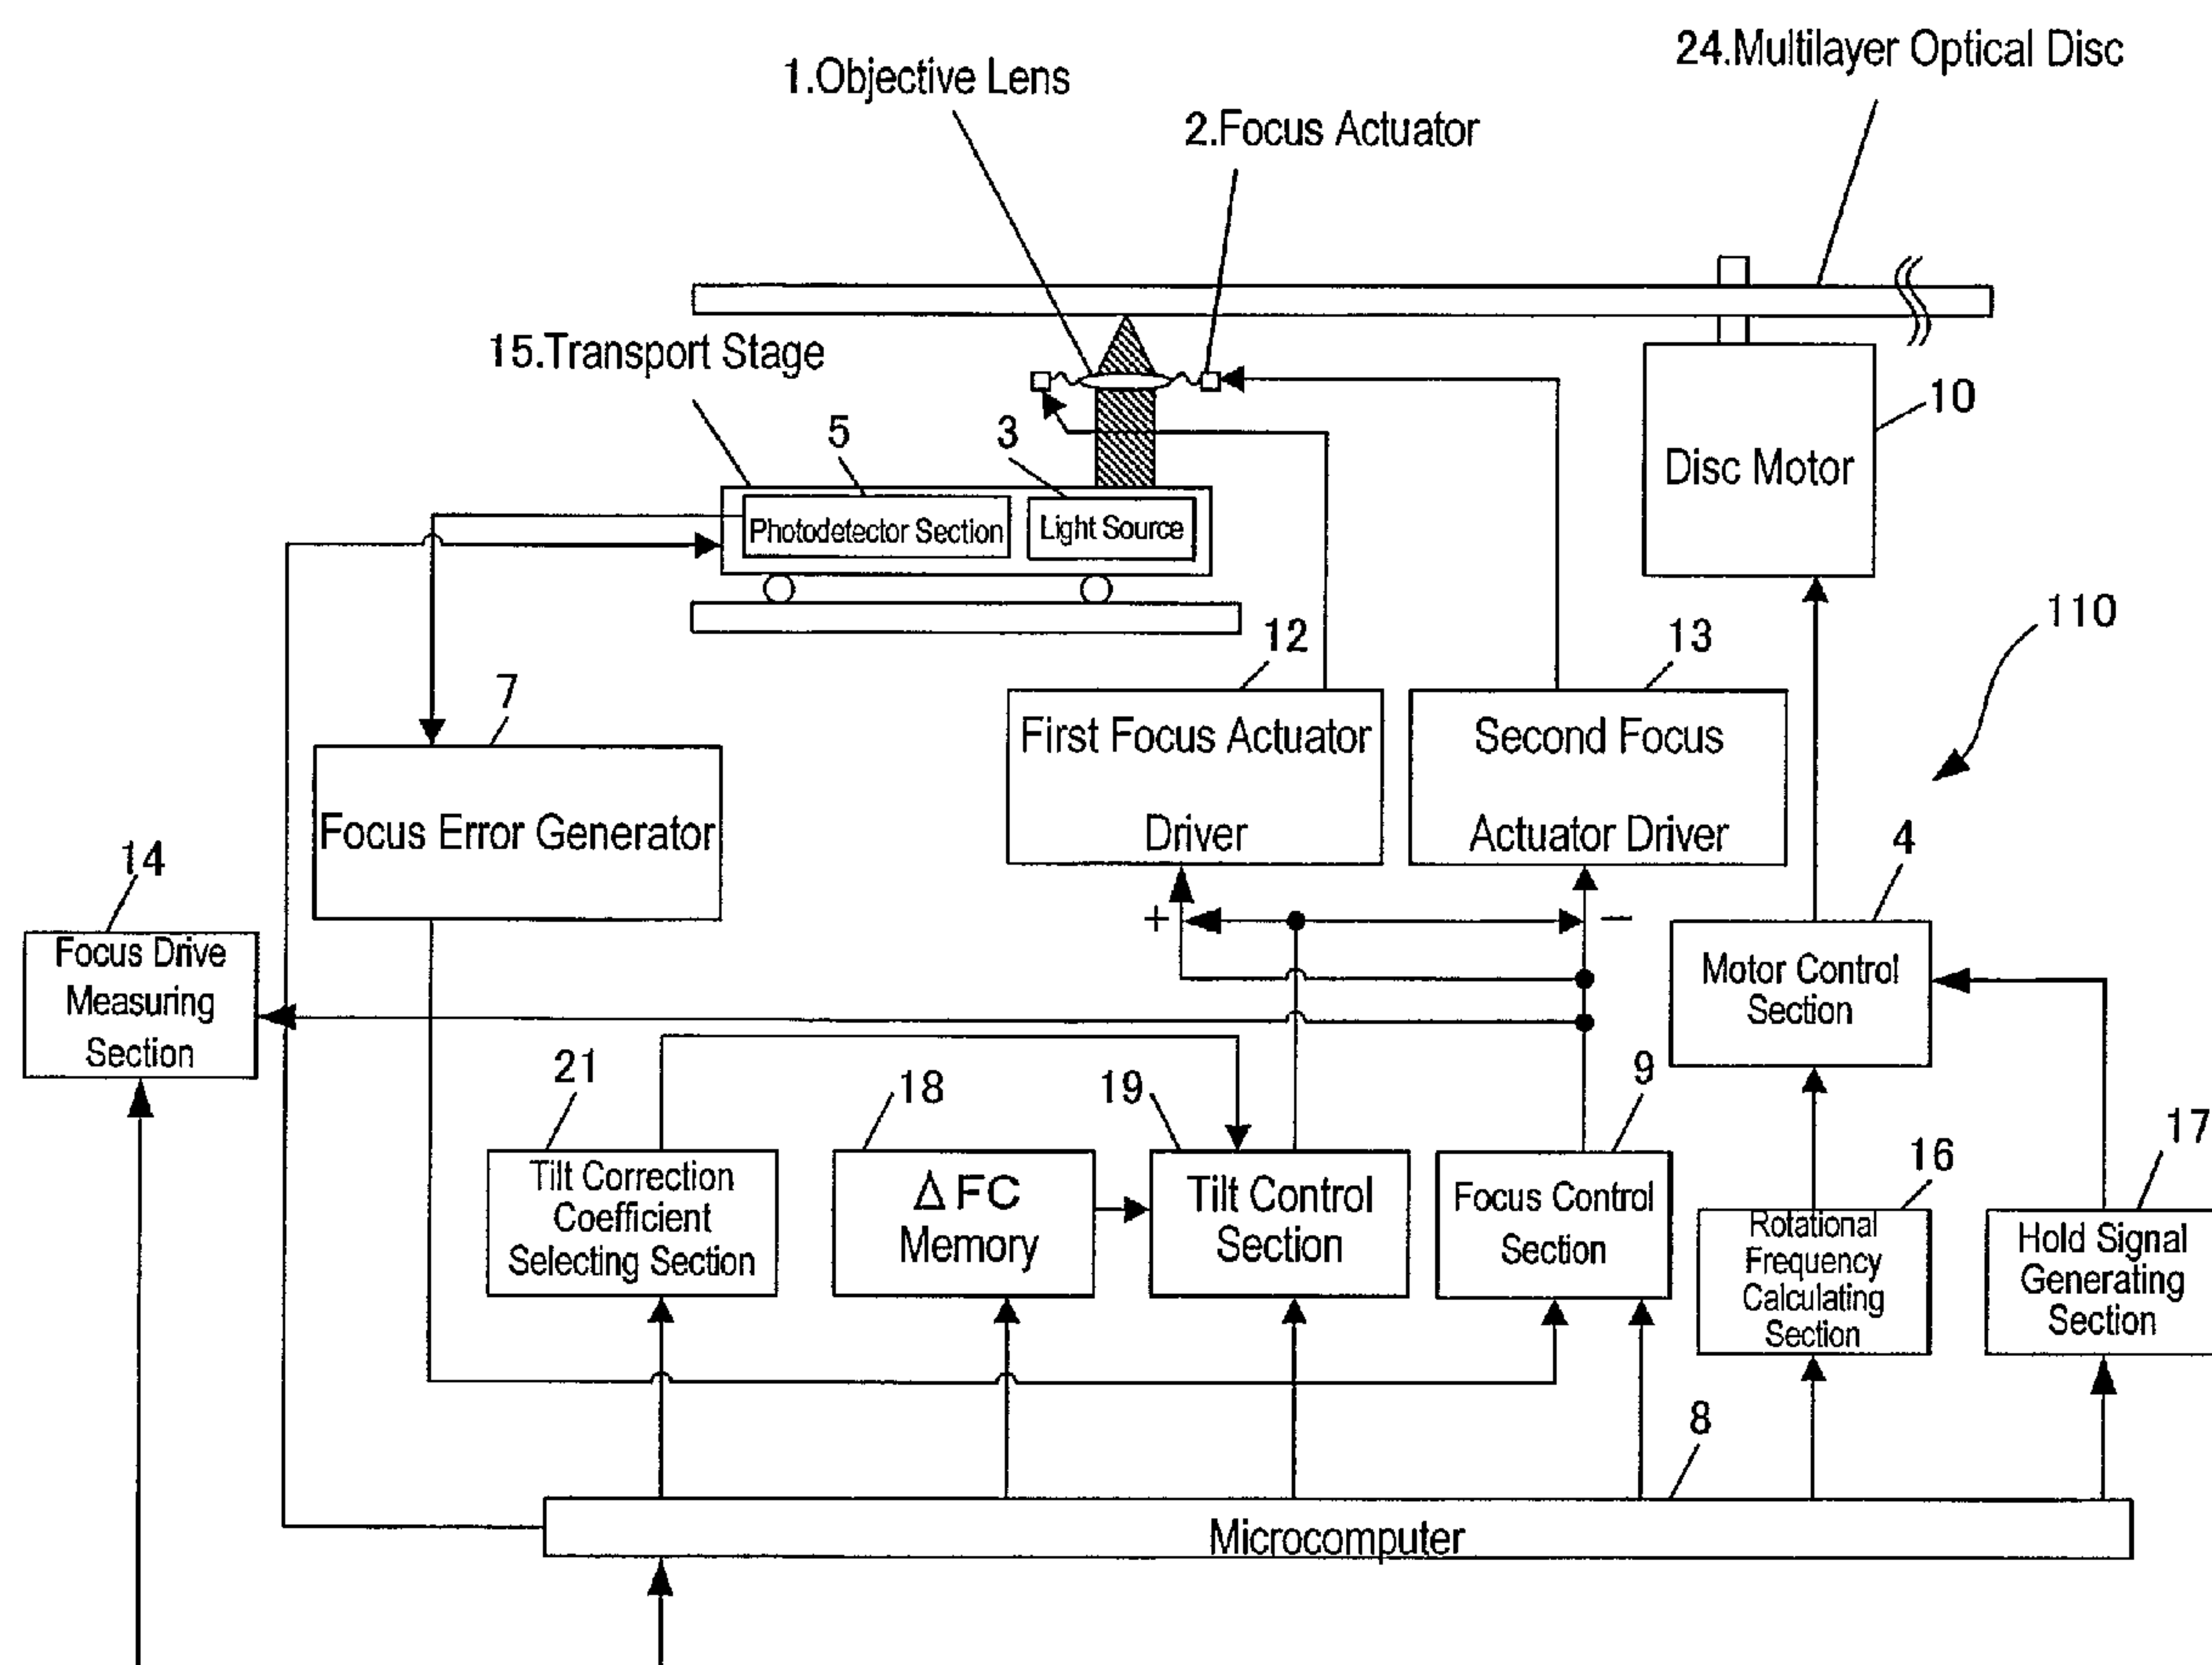 24.Multilayer Optical Disc
1.Objective Lens
2.Focus Actuator
15.Transport Stage
5
3
10
Photodetector Section
Light Source
Disc Motor
110
12
13
7
First Focus Actuator
Driver
Second Focus
Actuator Driver
Focus Error Generator
14
4
Focus Drive
Measuring
Section
+
−
Motor Control
Section
21
18
19
9
16
17
Tilt Correction
Coefficient
Selecting Section
Δ FC
Memory
Tilt Control
Section
Focus Control
Section
Rotational
Frequency
Calculating
Section
Hold Signal
Generating
Section
8
Microcomputer